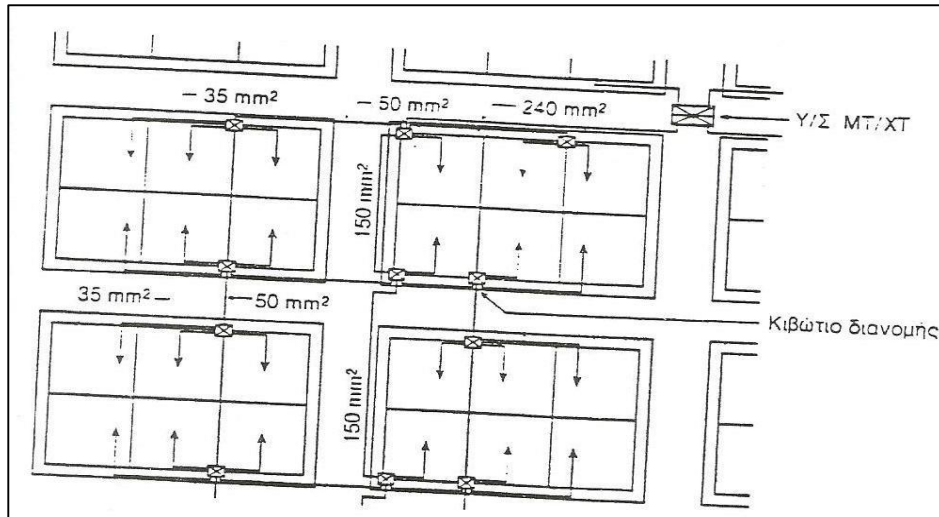 – 35 mm²
– 50 mm²
– 240 mm²
Υ/Σ ΜΤ/ΧΤ
150 mm²
35 mm² –
– 50 mm²
Κιβώτιο διανομής
150 mm²